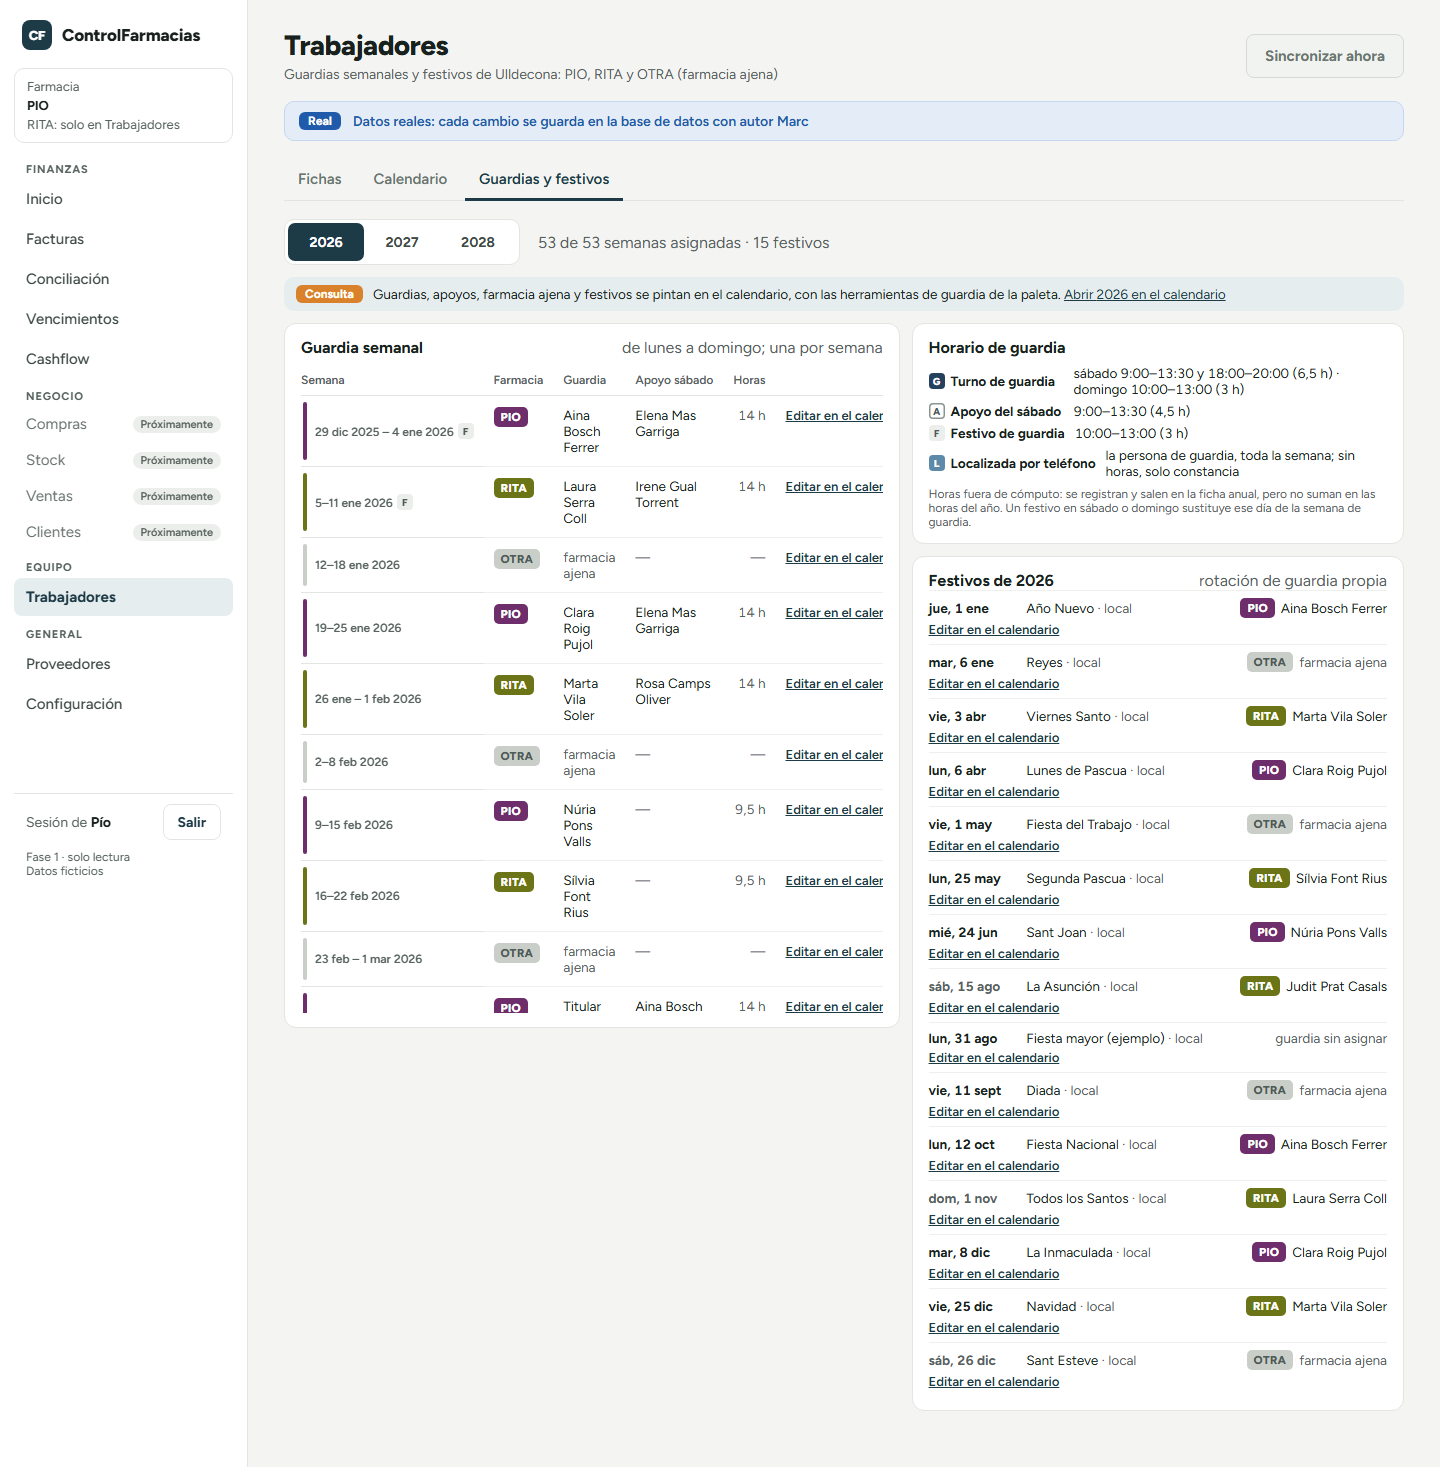 CF ControlFarmacias
Farmacia
PIO
RITA: solo en Trabajadores
FINANZAS
Inicio
Facturas
Conciliación
Vencimientos
Cashflow
NEGOCIO
Compras Próximamente
Stock Próximamente
Ventas Próximamente
Clientes Próximamente
EQUIPO
Trabajadores
GENERAL
Proveedores
Configuración
Sesión de Pío Salir
Fase 1 · solo lectura
Datos ficticios
Trabajadores
Guardias semanales y festivos de Ulldecona: PIO, RITA y OTRA (farmacia ajena)
Sincronizar ahora
Real Datos reales: cada cambio se guarda en la base de datos con autor Marc
Fichas Calendario Guardias y festivos
2026 2027 2028 53 de 53 semanas asignadas · 15 festivos
Consulta Guardias, apoyos, farmacia ajena y festivos se pintan en el calendario, con las herramientas de guardia de la paleta. Abrir 2026 en el calendario
Guardia semanal de lunes a domingo; una por semana
Semana Farmacia Guardia Apoyo sábado Horas
29 dic 2025 – 4 ene 2026 F PIO Aina Bosch Ferrer Elena Mas Garriga 14 h Editar en el caler
5–11 ene 2026 F RITA Laura Serra Coll Irene Gual Torrent 14 h Editar en el caler
12–18 ene 2026 OTRA farmacia ajena — — Editar en el caler
19–25 ene 2026 PIO Clara Roig Pujol Elena Mas Garriga 14 h Editar en el caler
26 ene – 1 feb 2026 RITA Marta Vila Soler Rosa Camps Oliver 14 h Editar en el caler
2–8 feb 2026 OTRA farmacia ajena — — Editar en el caler
9–15 feb 2026 PIO Núria Pons Valls — 9,5 h Editar en el caler
16–22 feb 2026 RITA Sílvia Font Rius — 9,5 h Editar en el caler
23 feb – 1 mar 2026 OTRA farmacia ajena — — Editar en el caler
PIO Titular Aina Bosch 14 h Editar en el caler
Horario de guardia
G Turno de guardia sábado 9:00–13:30 y 18:00–20:00 (6,5 h) ·
domingo 10:00–13:00 (3 h)
A Apoyo del sábado 9:00–13:30 (4,5 h)
F Festivo de guardia 10:00–13:00 (3 h)
L Localizada por teléfono la persona de guardia, toda la semana; sin
horas, solo constancia
Horas fuera de cómputo: se registran y salen en la ficha anual, pero no suman en las
horas del año. Un festivo en sábado o domingo sustituye ese día de la semana de
guardia.
Festivos de 2026 rotación de guardia propia
jue, 1 ene Año Nuevo · local PIO Aina Bosch Ferrer
Editar en el calendario
mar, 6 ene Reyes · local OTRA farmacia ajena
Editar en el calendario
vie, 3 abr Viernes Santo · local RITA Marta Vila Soler
Editar en el calendario
lun, 6 abr Lunes de Pascua · local PIO Clara Roig Pujol
Editar en el calendario
vie, 1 may Fiesta del Trabajo · local OTRA farmacia ajena
Editar en el calendario
lun, 25 may Segunda Pascua · local RITA Sílvia Font Rius
Editar en el calendario
mié, 24 jun Sant Joan · local PIO Núria Pons Valls
Editar en el calendario
sáb, 15 ago La Asunción · local RITA Judit Prat Casals
Editar en el calendario
lun, 31 ago Fiesta mayor (ejemplo) · local guardia sin asignar
Editar en el calendario
vie, 11 sept Diada · local OTRA farmacia ajena
Editar en el calendario
lun, 12 oct Fiesta Nacional · local PIO Aina Bosch Ferrer
Editar en el calendario
dom, 1 nov Todos los Santos · local RITA Laura Serra Coll
Editar en el calendario
mar, 8 dic La Inmaculada · local PIO Clara Roig Pujol
Editar en el calendario
vie, 25 dic Navidad · local RITA Marta Vila Soler
Editar en el calendario
sáb, 26 dic Sant Esteve · local OTRA farmacia ajena
Editar en el calendario